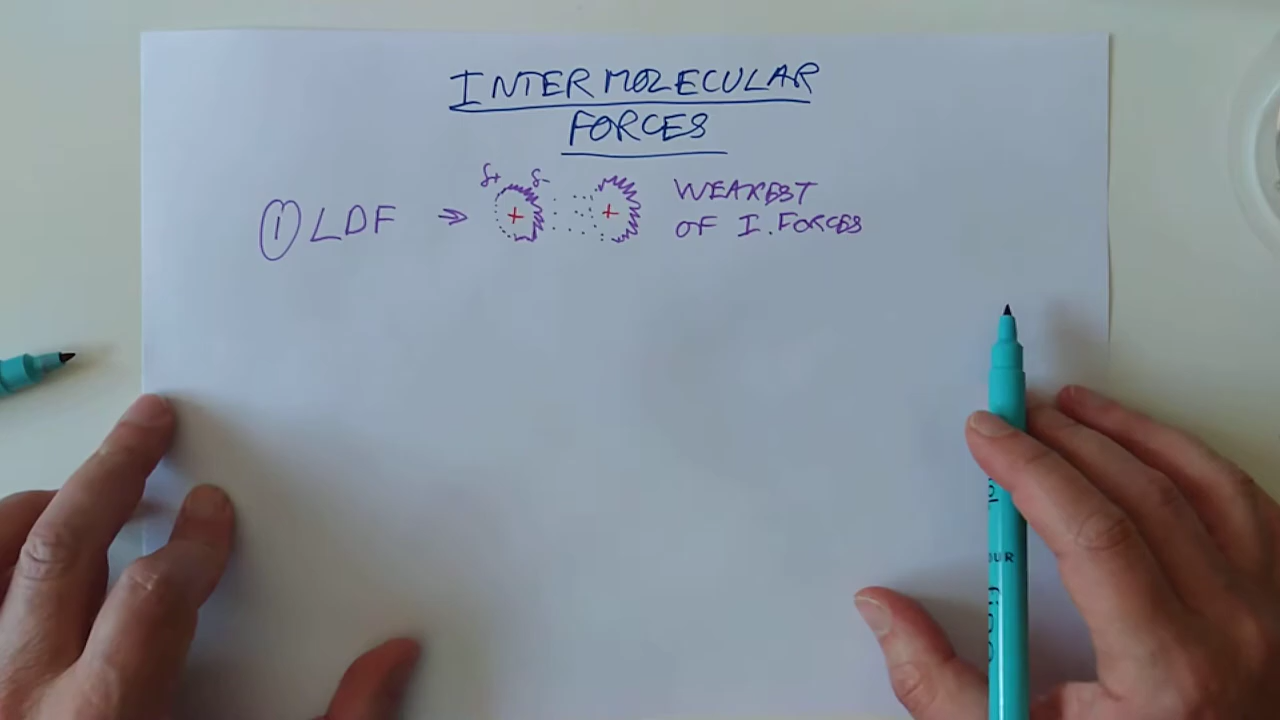 INTERMOLECULAR
FORCES
① LDF ⇒ δ+ δ- + + WEAKEST
OF I. FORCES